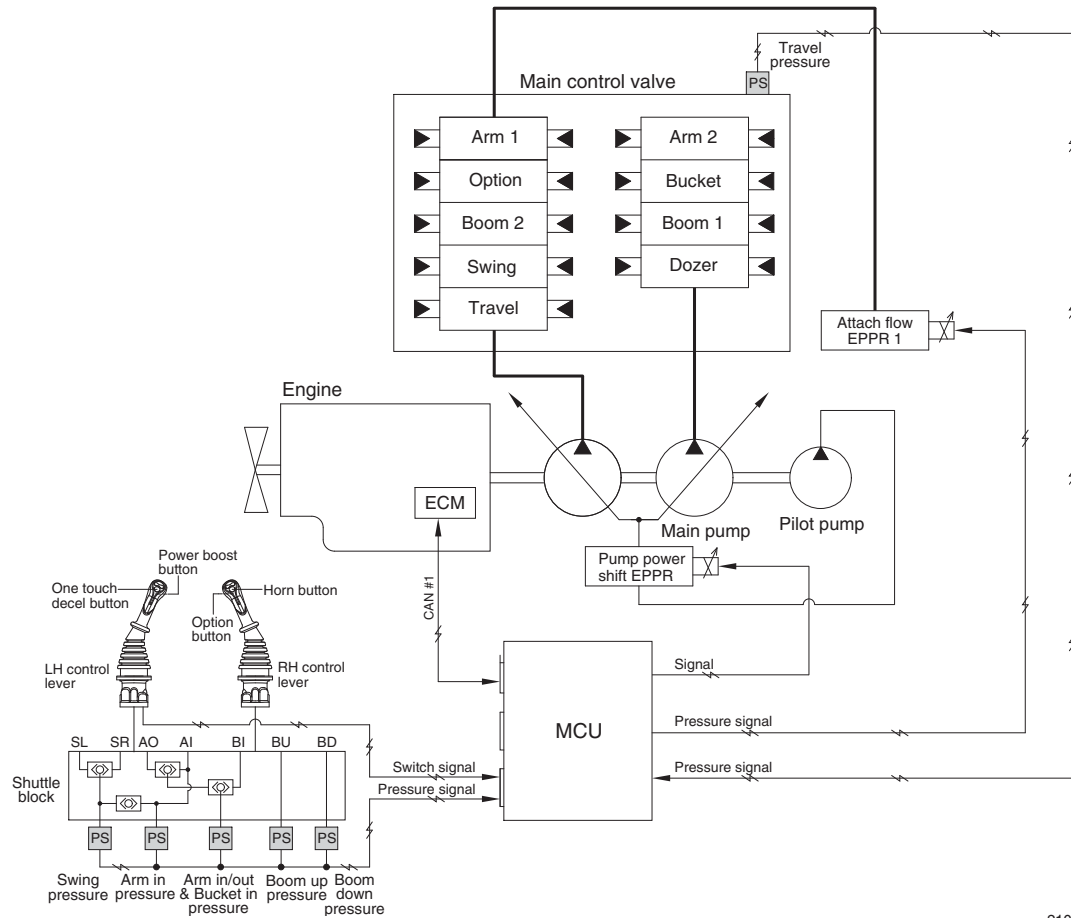 Travel
pressure
PS
Main control valve
Arm 1
Option
Boom 2
Swing
Travel
Arm 2
Bucket
Boom 1
Dozer
Attach flow
EPPR 1
Engine
ECM
Main pump
Pilot pump
Pump power
shift EPPR
CAN #1
Power boost
button
One touch
decel button
Horn button
Option
button
LH control
lever
RH control
lever
MCU
Signal
Pressure signal
Pressure signal
Switch signal
Pressure signal
SL SR AO AI BI BU BD
Shuttle
block
PS PS PS PS PS
Swing
pressure
Arm in
pressure
Arm in/out
& Bucket in
pressure
Boom up
pressure
Boom
down
pressure